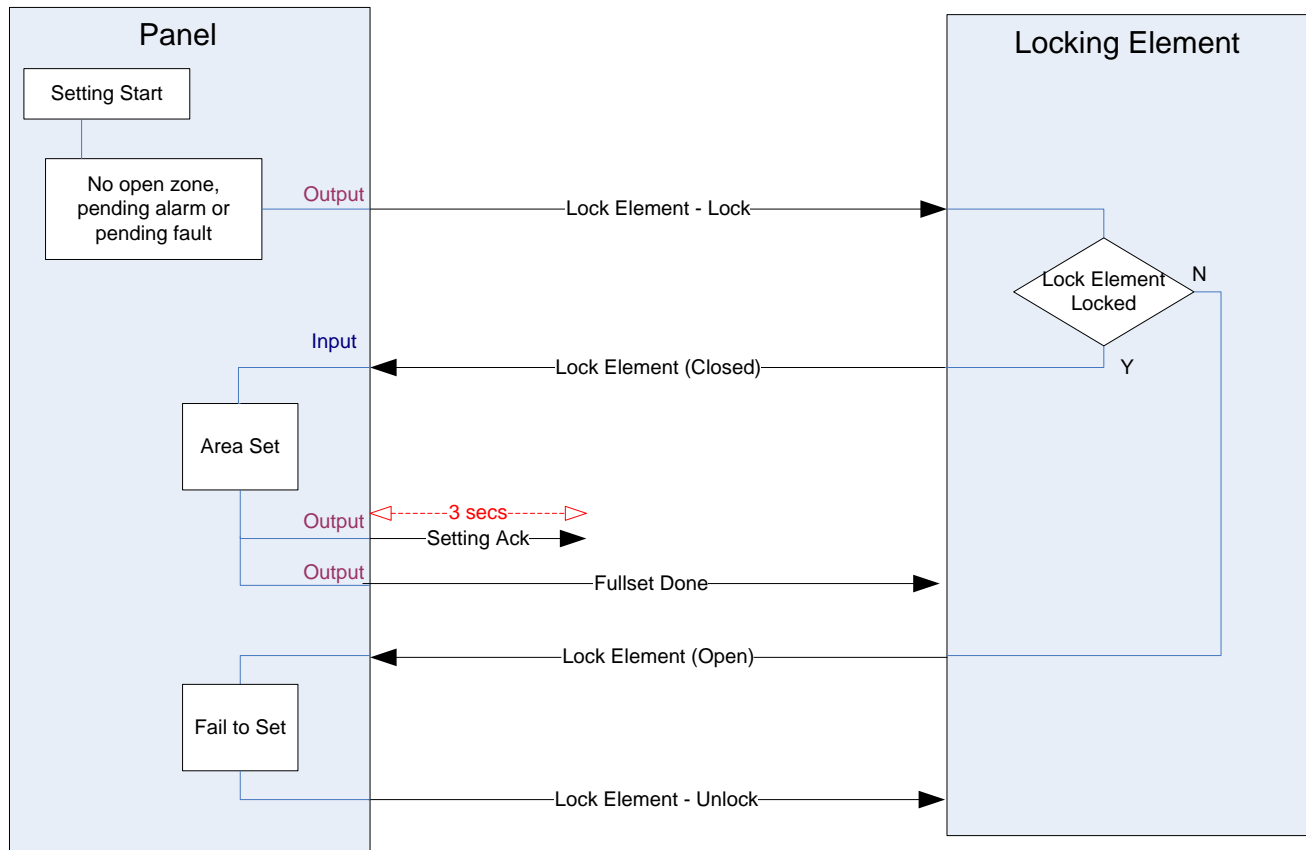 Panel
Locking Element
Setting Start
No open zone,
pending alarm or
pending fault
Output
Lock Element - Lock
Lock Element
Locked
N
Input
Lock Element (Closed)
Y
Area Set
3 secs
Output
Setting Ack
Output
Fullset Done
Lock Element (Open)
Fail to Set
Lock Element - Unlock